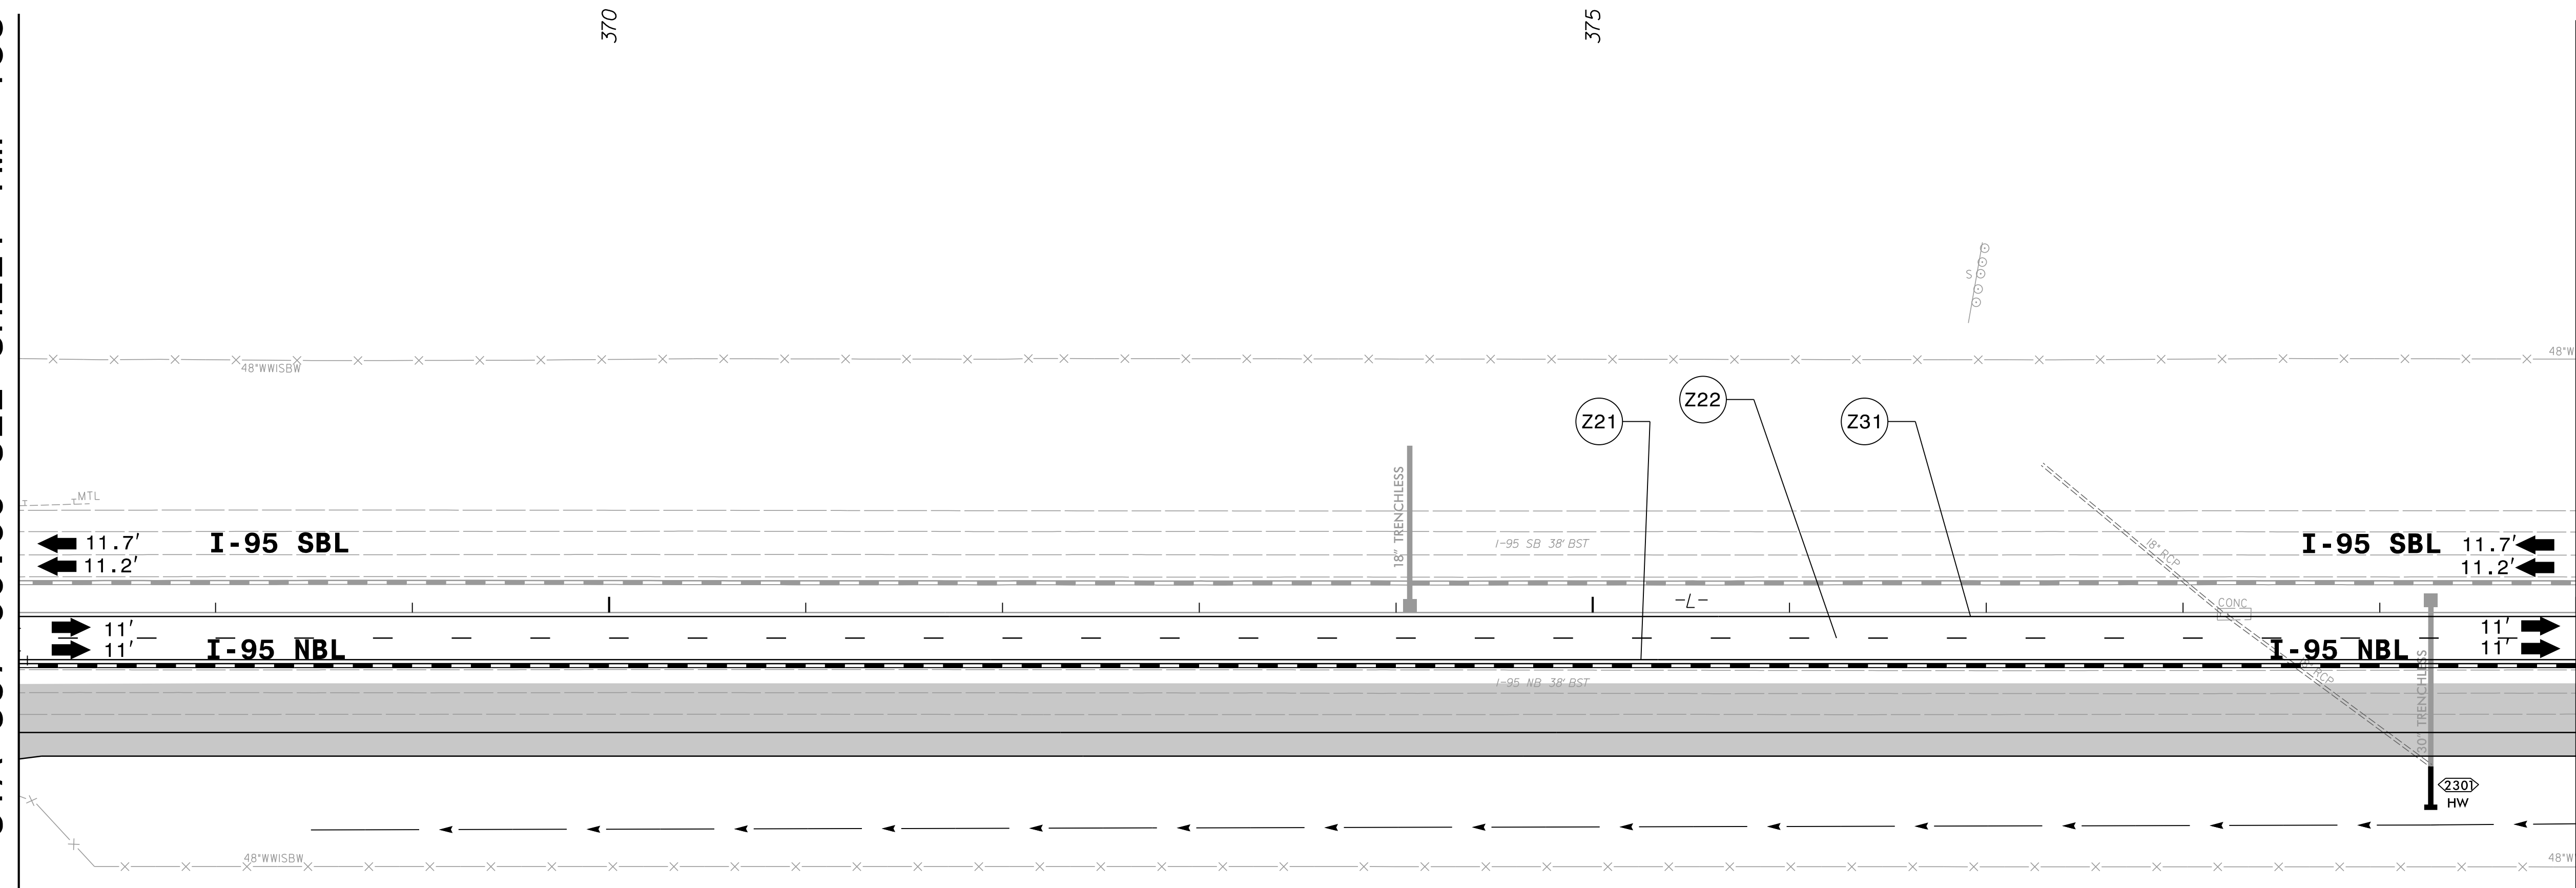 370
375
S
48"WWISBW
48"W
Z21
Z22
Z31
MTL
18" TRENCHLESS
11.7'
I-95 SBL
I-95 SB 38' BST
18" RCP
I-95 SBL
11.7'
11.2'
11.2'
-L-
CONC
11'
11'
11'
I-95 NBL
I-95 NBL
11'
I-95 NB 38' BST
RCP
30" TRENCHLESS
2301
HW
48"WWISBW
48"W